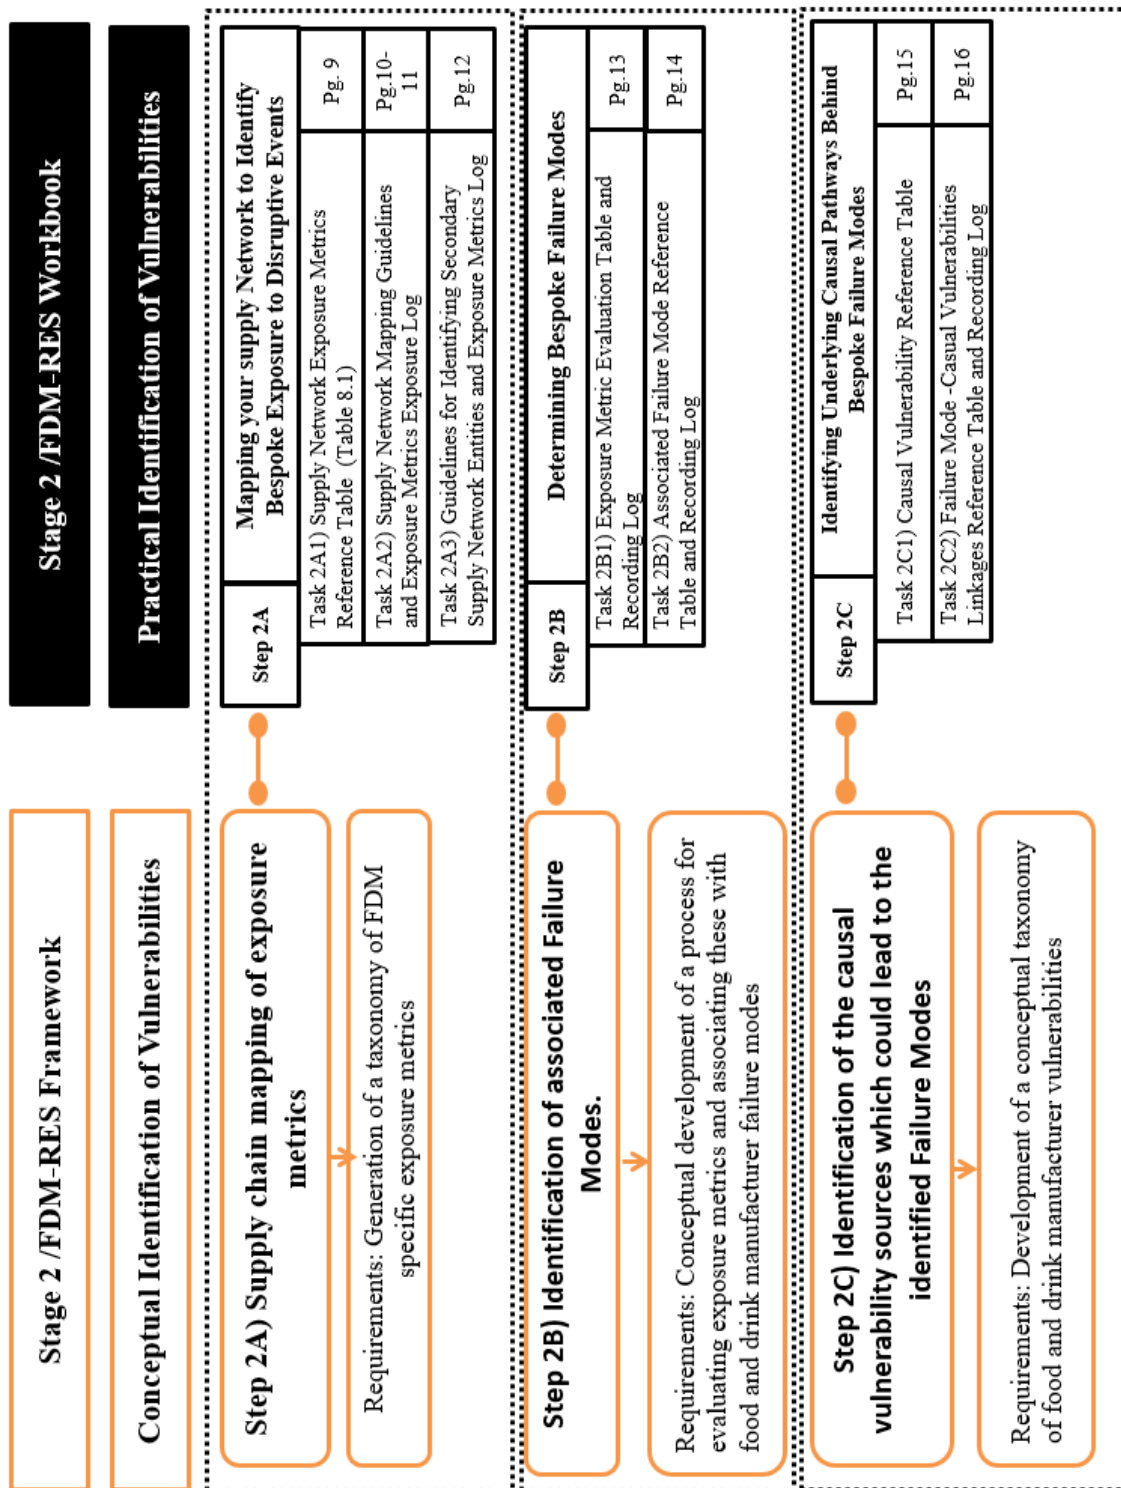 Stage 2 /FDM-RES Framework
Stage 2 /FDM-RES Workbook
Conceptual Identification of Vulnerabilities
Practical Identification of Vulnerabilities
Step 2A) Supply chain mapping of exposure
metrics
Requirements: Generation of a taxonomy of FDM
specific exposure metrics
Step 2A
Mapping your supply Network to Identify
Bespoke Exposure to Disruptive Events
Task 2A1) Supply Network Exposure Metrics
Reference Table  (Table 8.1)
Pg. 9
Task 2A2) Supply Network Mapping Guidelines
and Exposure Metrics Exposure Log
Pg.10-
11
Task 2A3) Guidelines for Identifying Secondary
Supply Network Entities and Exposure Metrics Log
Pg.12
Step 2B) Identification of associated Failure
Modes.
Requirements: Conceptual development of a process for
evaluating exposure metrics and associating these with
food and drink manufacturer failure modes
Step 2B
Determining Bespoke Failure Modes
Task 2B1) Exposure Metric Evaluation Table and
Recording Log
Pg.13
Task 2B2) Associated Failure Mode Reference
Table and Recording Log
Pg.14
Step 2C) Identification of the causal
vulnerability sources which could lead to the
identified Failure Modes
Requirements: Development of a conceptual taxonomy
of food and drink manufacturer vulnerabilities
Step 2C
Identifying Underlying Causal Pathways Behind
Bespoke Failure Modes
Task 2C1) Causal Vulnerability Reference Table
Pg.15
Task 2C2) Failure Mode -Casual Vulnerabilities
Linkages Reference Table and Recording Log
Pg.16